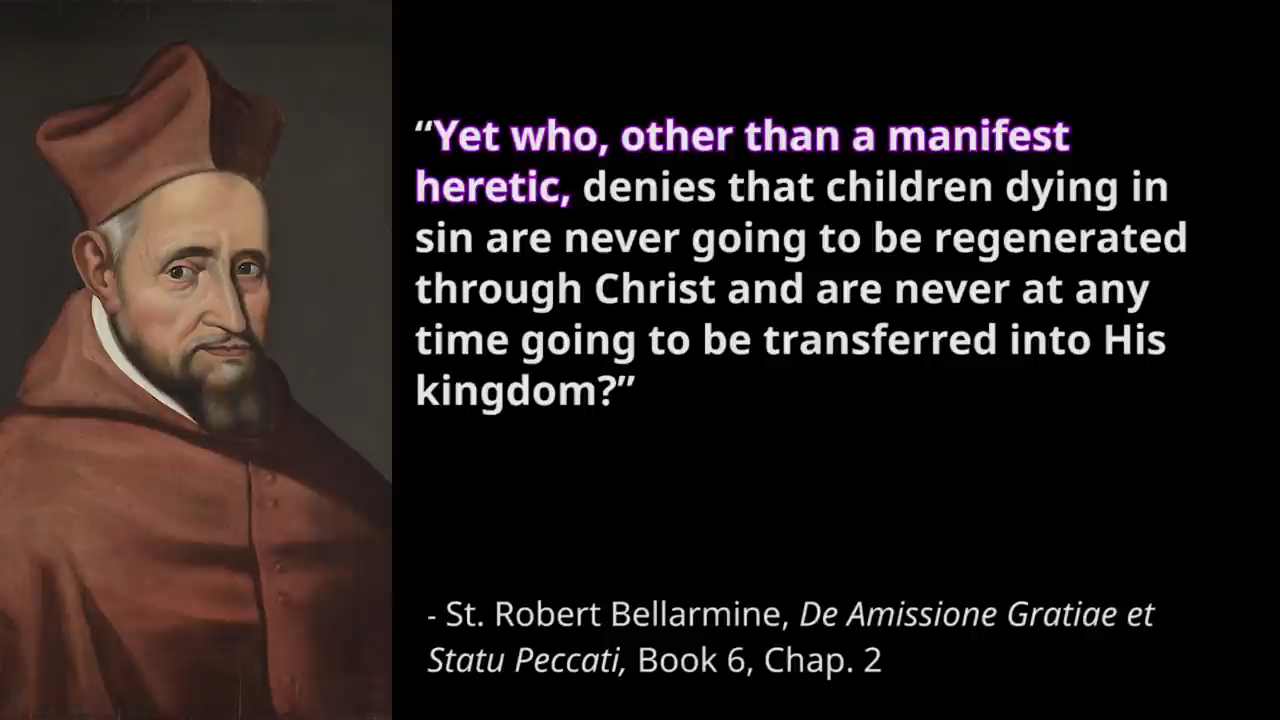 “Yet who, other than a manifest
heretic, denies that children dying in
sin are never going to be regenerated
through Christ and are never at any
time going to be transferred into His
kingdom?”
- St. Robert Bellarmine, De Amissione Gratiae et
Statu Peccati, Book 6, Chap. 2